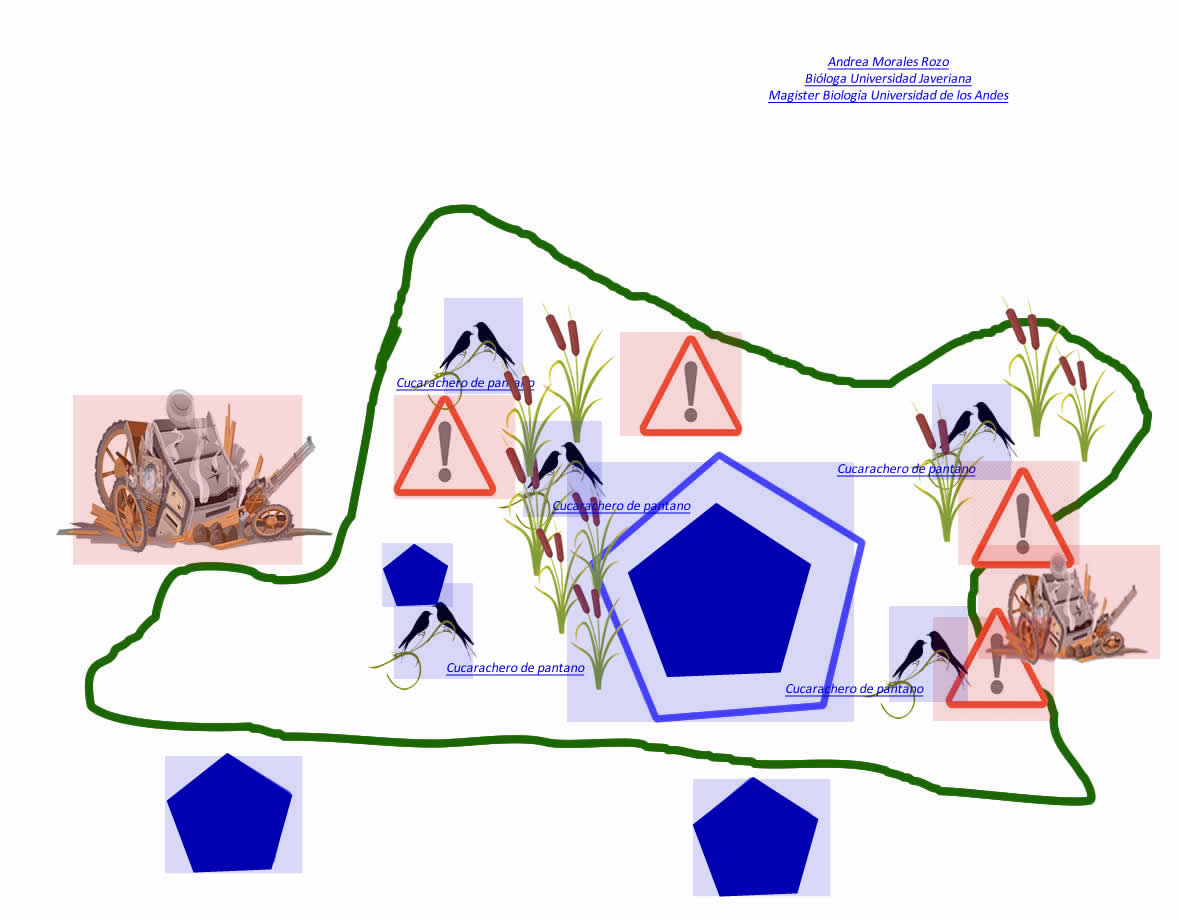 Andrea Morales Rozo
Bióloga Universidad Javeriana
Magister Biología Universidad de los Andes
Cucarachero de pantano
Cucarachero de pantano
Cucarachero de pantano
Cucarachero de pantano
Cucarachero de pantano